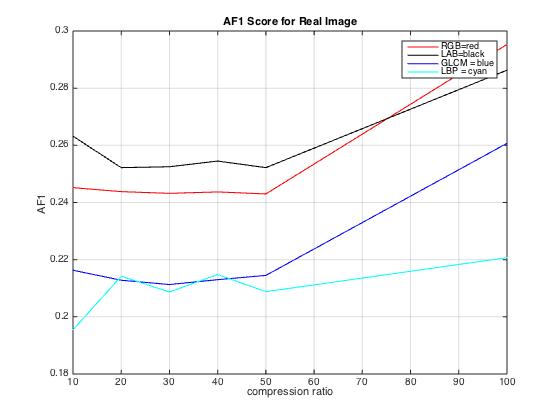 AF1 Score for Real Image
0.3
0.28
0.26
0.24
0.22
0.2
0.18
AF1
RGB=red
LAB=black
GLCM = blue
LBP = cyan
10 20 30 40 50 60 70 80 90 100
compression ratio